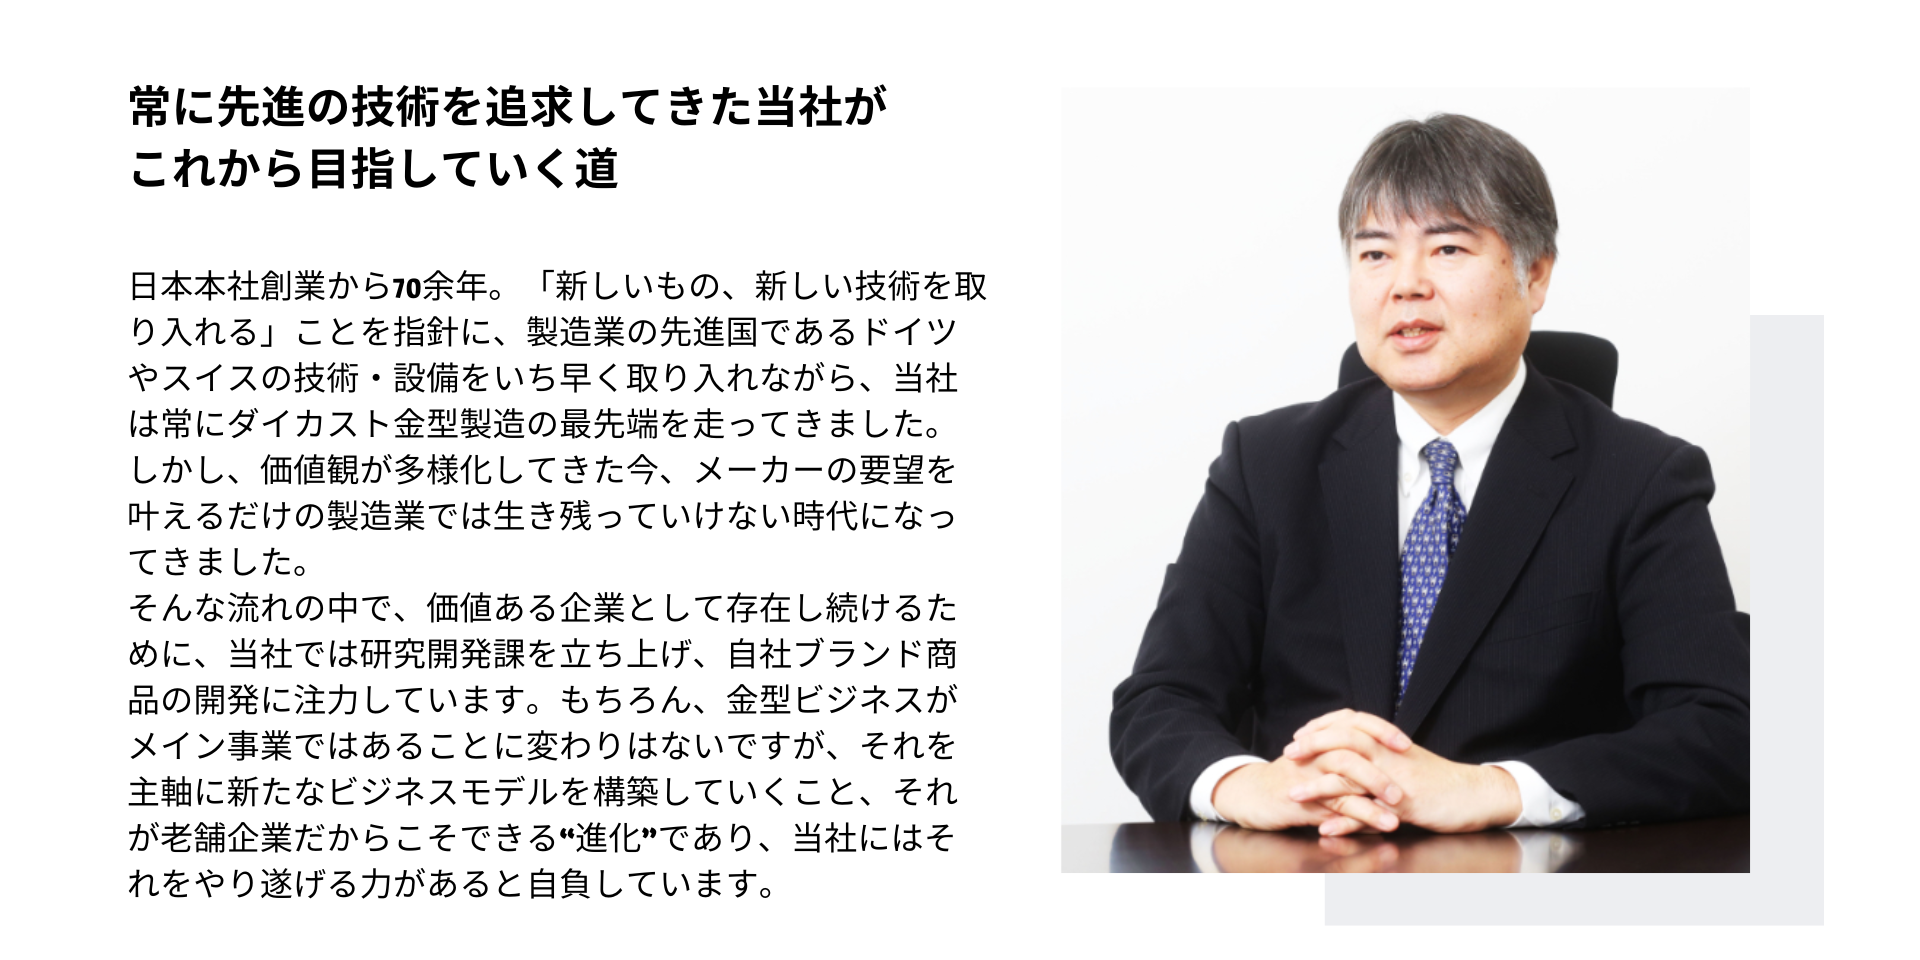 常に先進の技術を追求してきた当社が
これから目指していく道
日本本社創業から70余年。「新しいもの、新しい技術を取
り入れる」ことを指針に、製造業の先進国であるドイツ
やスイスの技術・設備をいち早く取り入れながら、当社
は常にダイカスト金型製造の最先端を走ってきました。
しかし、価値観が多様化してきた今、メーカーの要望を
叶えるだけの製造業では生き残っていけない時代になっ
てきました。
そんな流れの中で、価値ある企業として存在し続けるた
めに、当社では研究開発課を立ち上げ、自社ブランド商
品の開発に注力しています。もちろん、金型ビジネスが
メイン事業ではあることに変わりはないですが、それを
主軸に新たなビジネスモデルを構築していくこと、それ
が老舗企業だからこそできる“進化”であり、当社にはそ
れをやり遂げる力があると自負しています。